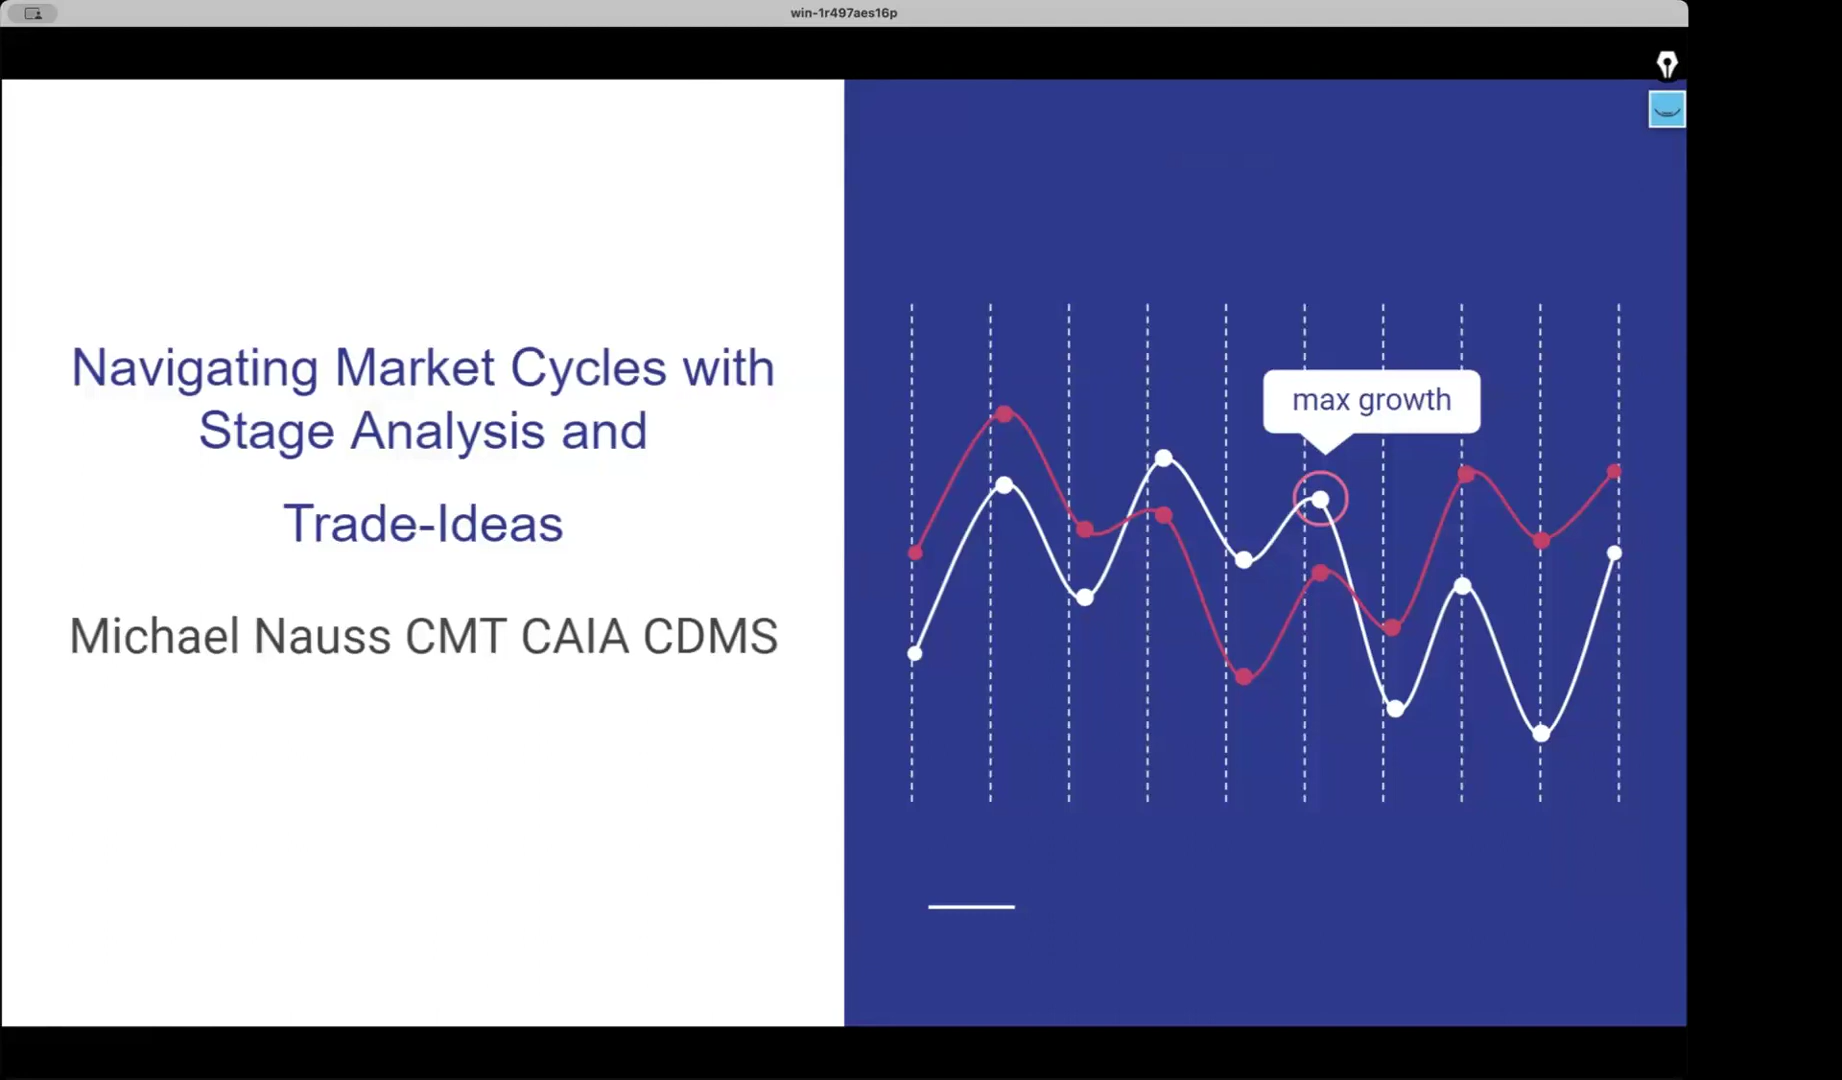 win-1r497aes16p
Navigating Market Cycles with
Stage Analysis and
Trade-Ideas
Michael Nauss CMT CAIA CDMS
max growth